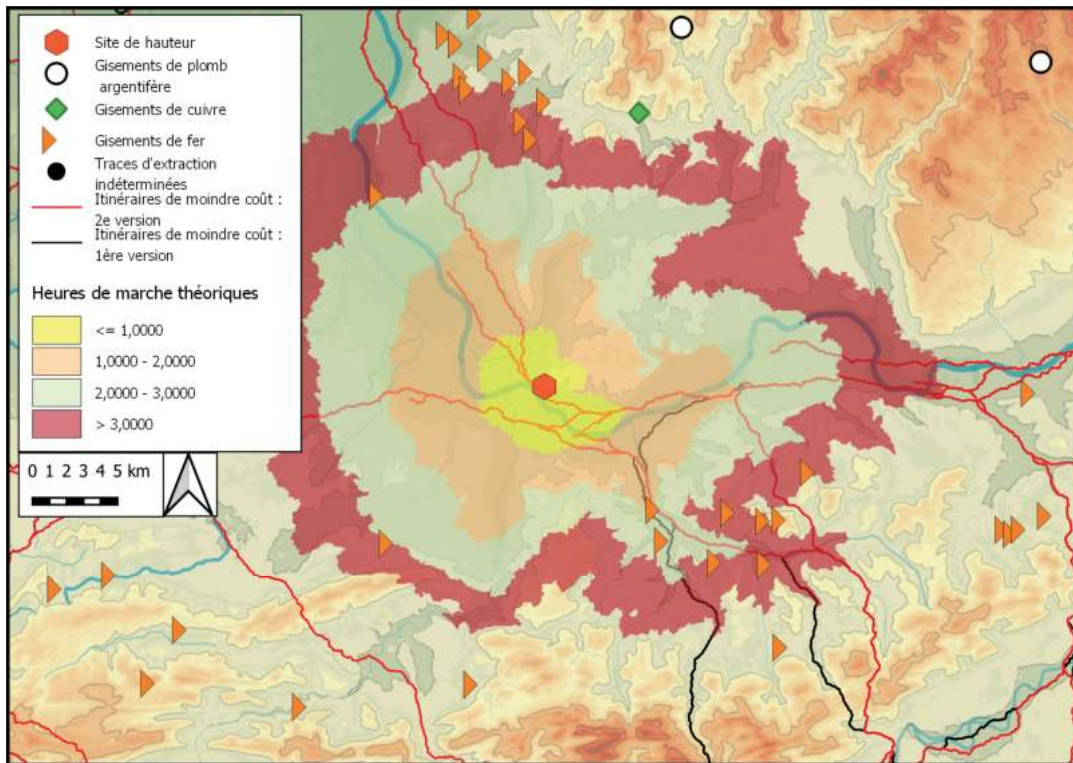 Site de hauteur
Gisements de plomb
argentifère
Gisements de cuivre
Gisements de fer
Traces d'extraction
indéterminées
Itinéraires de moindre coût :
2e version
Itinéraires de moindre coût :
1ère version
Heures de marche théoriques
<= 1,0000
1,0000 - 2,0000
2,0000 - 3,0000
> 3,0000
0 1 2 3 4 5 km